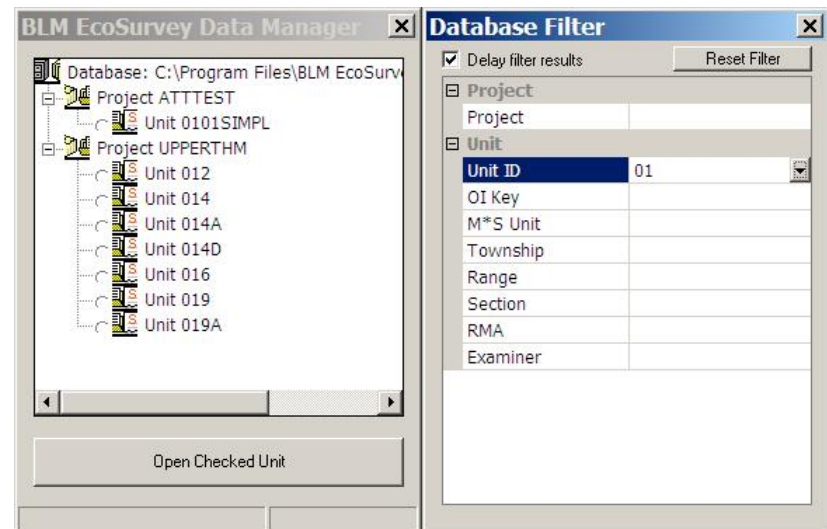 BLM EcoSurvey Data Manager
Database: C:\Program Files\BLM EcoSurv
Project ATTTEST
Unit 0101SIMPL
Project UPPERTHM
Unit 012
Unit 014
Unit 014A
Unit 014D
Unit 016
Unit 019
Unit 019A
Open Checked Unit
Database Filter
Delay filter results
Reset Filter
Project
Project
Unit
Unit ID 01
OI Key
M*S Unit
Township
Range
Section
RMA
Examiner